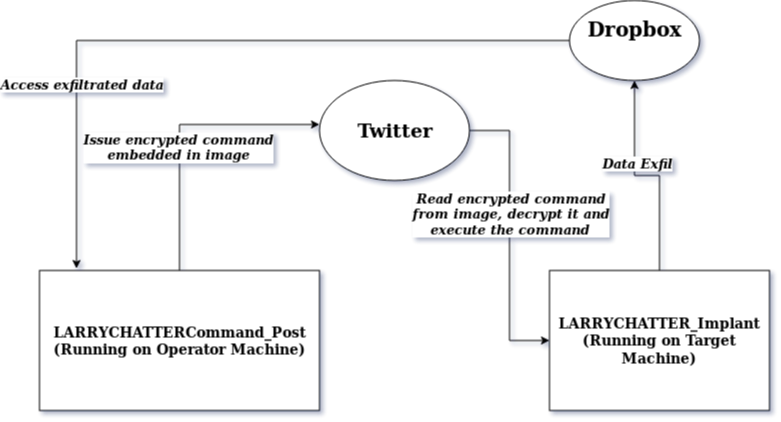 Dropbox
Access exfiltrated data
Issue encrypted command
embedded in image
Twitter
Data Exfil
Read encrypted command
from image, decrypt it and
execute the command
LARRYCHATTERCommand_Post
(Running on Operator Machine)
LARRYCHATTER_Implant
(Running on Target
Machine)